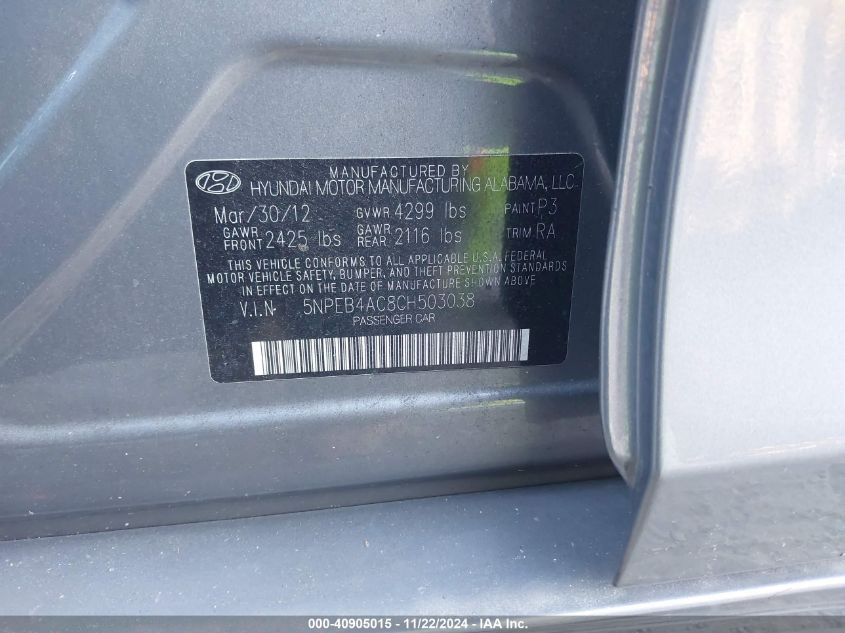 MANUFACTURED BY
HYUNDAI MOTOR MANUFACTURING ALABAMA, LLC
Mar/30/12 GVWR 4299 lbs PAINT P3
GAWR FRONT 2425 lbs GAWR REAR 2116 lbs TRIM RA
THIS VEHICLE CONFORMS TO ALL APPLICABLE U.S.A. FEDERAL
MOTOR VEHICLE SAFETY, BUMPER, AND THEFT PREVENTION STANDARDS
IN EFFECT ON THE DATE OF MANUFACTURE SHOWN ABOVE
V.I.N- 5NPEB4AC8CH503038
PASSENGER CAR
000-40905015 - 11/22/2024 - IAA Inc.